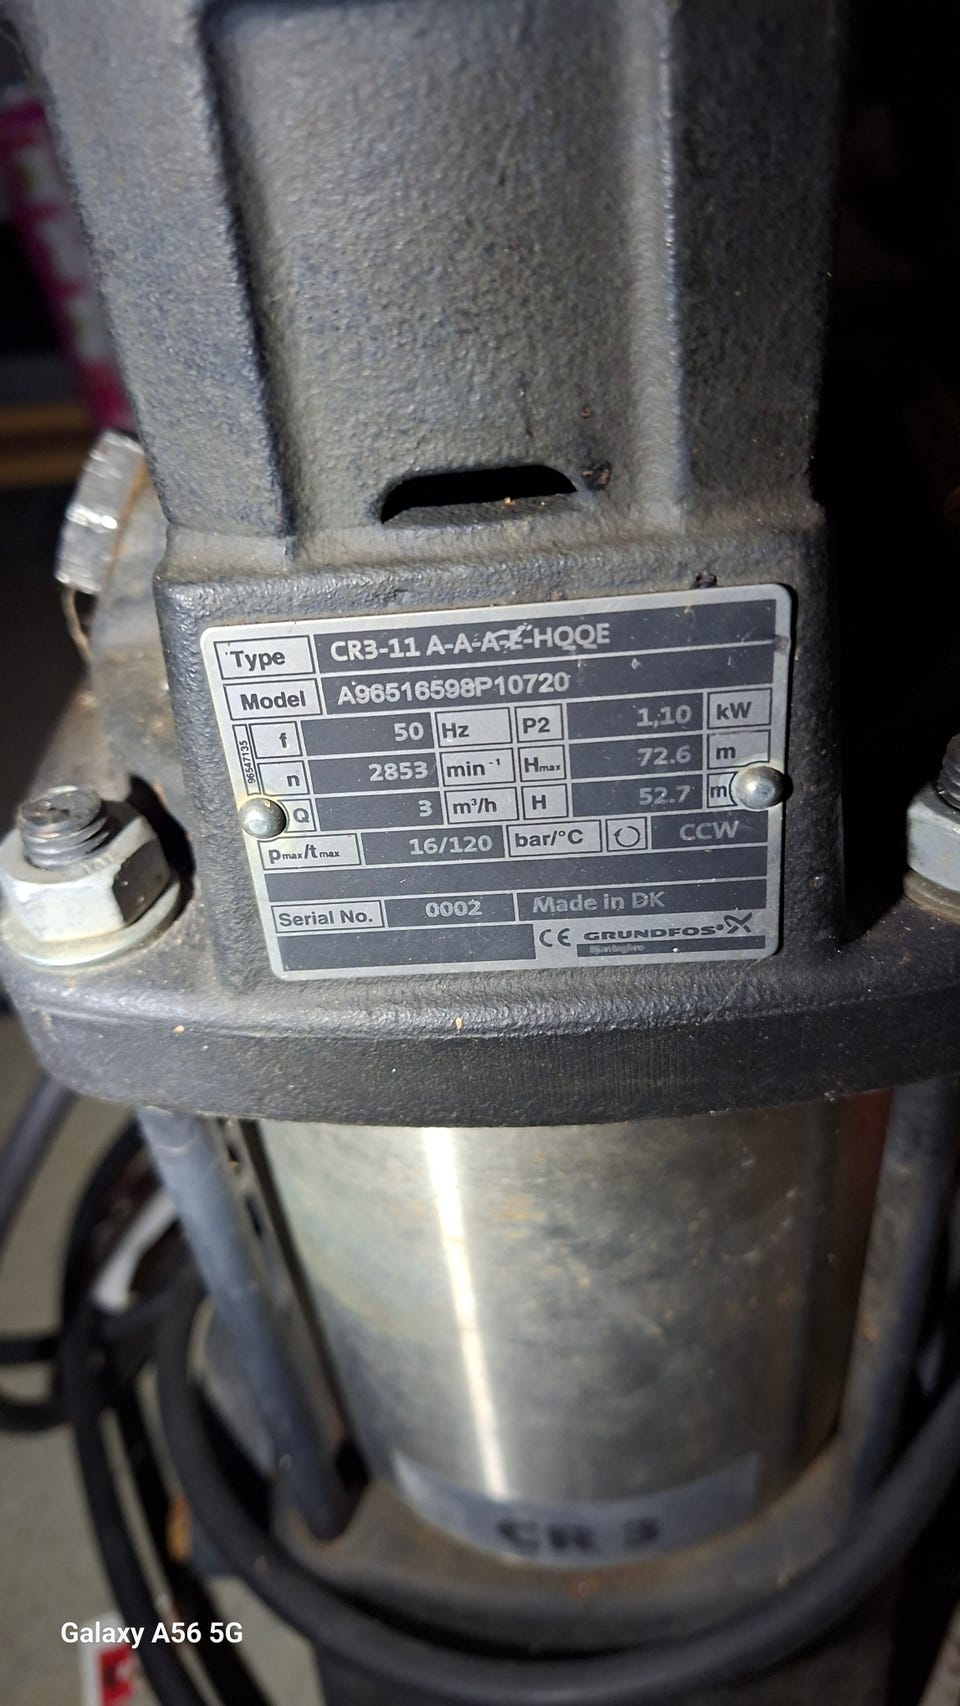 Type CR3-11 A-A-A-E-HQQE
Model A96516598P10720
f 50 Hz P2 1,10 kW
n 2853 min⁻¹ Hmax 72.6 m
Q 3 m³/h H 52.7 m
pmax/tmax 16/120 bar/°C CCW
96547135
Serial No. 0002 Made in DK
CE GRUNDFOS
CR 3
Galaxy A56 5G